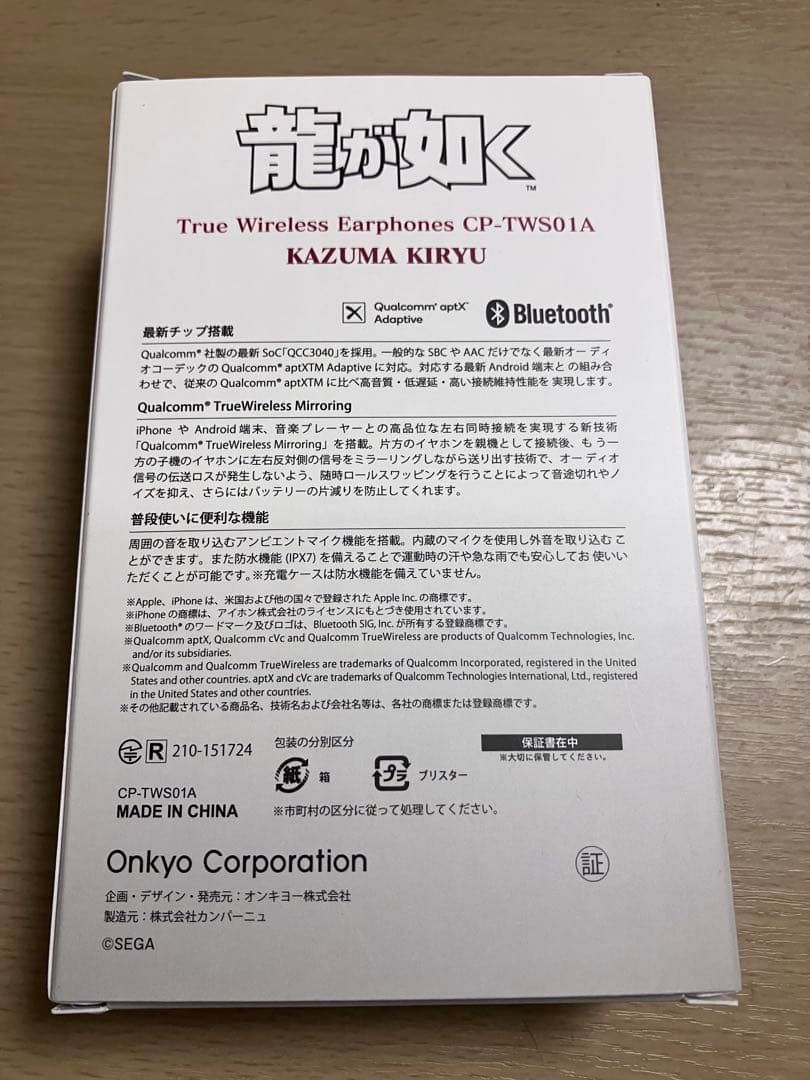 龍が如く™
True Wireless Earphones CP-TWS01A
KAZUMA KIRYU
Qualcomm® aptX™ Adaptive
Bluetooth®
最新チップ搭載
Qualcomm® 社製の最新 SoC「QCC3040」を採用。一般的な SBC や AAC だけでなく最新オー ディ
オコーデックの Qualcomm® aptXTM Adaptive に対応。対応する最新 Android 端末と の組み合
わせで、従来の Qualcomm® aptXTM に比べ高音質・低遅延・高い接続維持性能を 実現します。
Qualcomm® TrueWireless Mirroring
iPhone や Android 端末、音楽プレーヤーとの高品位な左右同時接続を実現する新技術
「Qualcomm® TrueWireless Mirroring」を搭載。片方のイヤホンを親機として接続後、も う一
方の子機のイヤホンに左右反対側の信号をミラーリングしながら送り出す技術で、オー ディオ
信号の伝送ロスが発生しないよう、随時ロールスワッピングを行うことによって音途切れやノ
イズを抑え、さらにはバッテリーの片減りを防止してくれます。
普段使いに便利な機能
周囲の音を取り込むアンビエントマイク機能を搭載。内蔵のマイクを使用し外音を取り込む こ
とができます。また防水機能 (IPX7) を備えることで運動時の汗や急な雨でも安心してお 使いい
ただくことが可能です。※充電ケースは防水機能を備えていません。
※Apple、iPhone は、米国および他の国々で登録された Apple Inc. の商標です。
※iPhone の商標は、アイホン株式会社のライセンスにもとづき使用されています。
※Bluetooth® のワードマーク及びロゴは、Bluetooth SIG, Inc. が所有する登録商標です。
※Qualcomm aptX, Qualcomm cVc and Qualcomm TrueWireless are products of Qualcomm Technologies, Inc.
and/or its subsidiaries.
※Qualcomm and Qualcomm TrueWireless are trademarks of Qualcomm Incorporated, registered in the United
States and other countries. aptX and cVc are trademarks of Qualcomm Technologies International, Ltd., registered
in the United States and other countries.
※その他記載されている商品名、技術名および会社名等は、各社の商標または登録商標です。
R 210-151724
包装の分別区分
紙 箱
プラ ブリスター
保証書在中
※大切に保管してください。
CP-TWS01A
MADE IN CHINA
※市町村の区分に従って処理してください。
Onkyo Corporation
証
企画・デザイン・発売元：オンキヨー株式会社
製造元：株式会社カンパーニュ
©SEGA